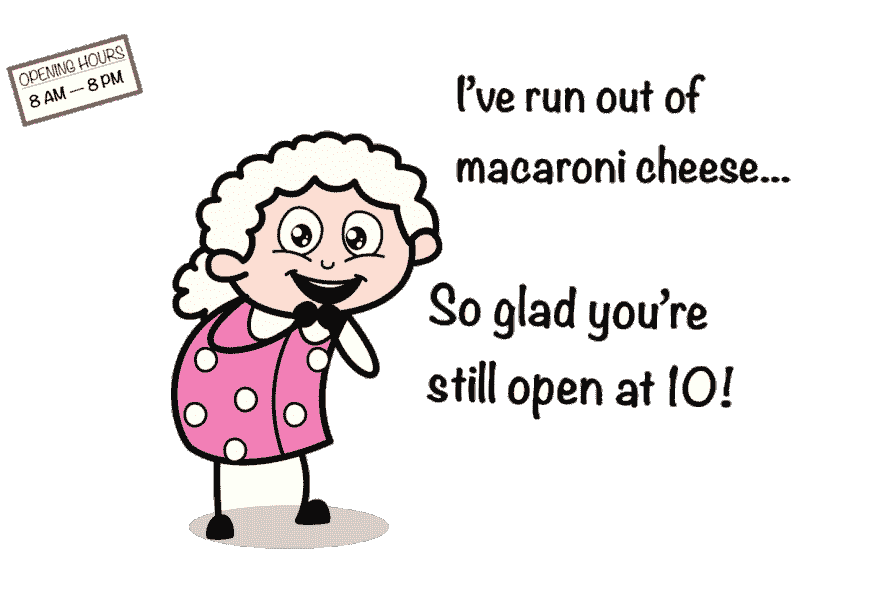 OPENING HOURS
8 AM — 8 PM
I've run out of
macaroni cheese...
So glad you're
still open at 10!